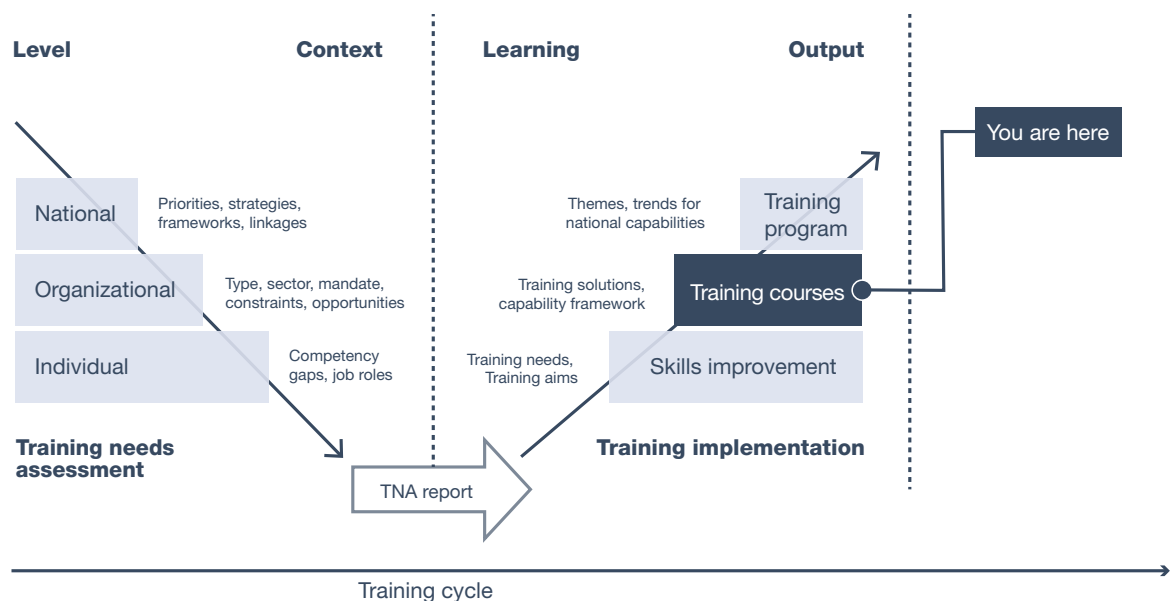 Level
Context
Learning
Output
You are here
National
Priorities, strategies,
frameworks, linkages
Themes, trends for
national capabilities
Training
program
Organizational
Type, sector, mandate,
constraints, opportunities
Training solutions,
capability framework
Training courses
Individual
Competency
gaps, job roles
Training needs,
Training aims
Skills improvement
Training needs
assessment
Training implementation
TNA report
Training cycle